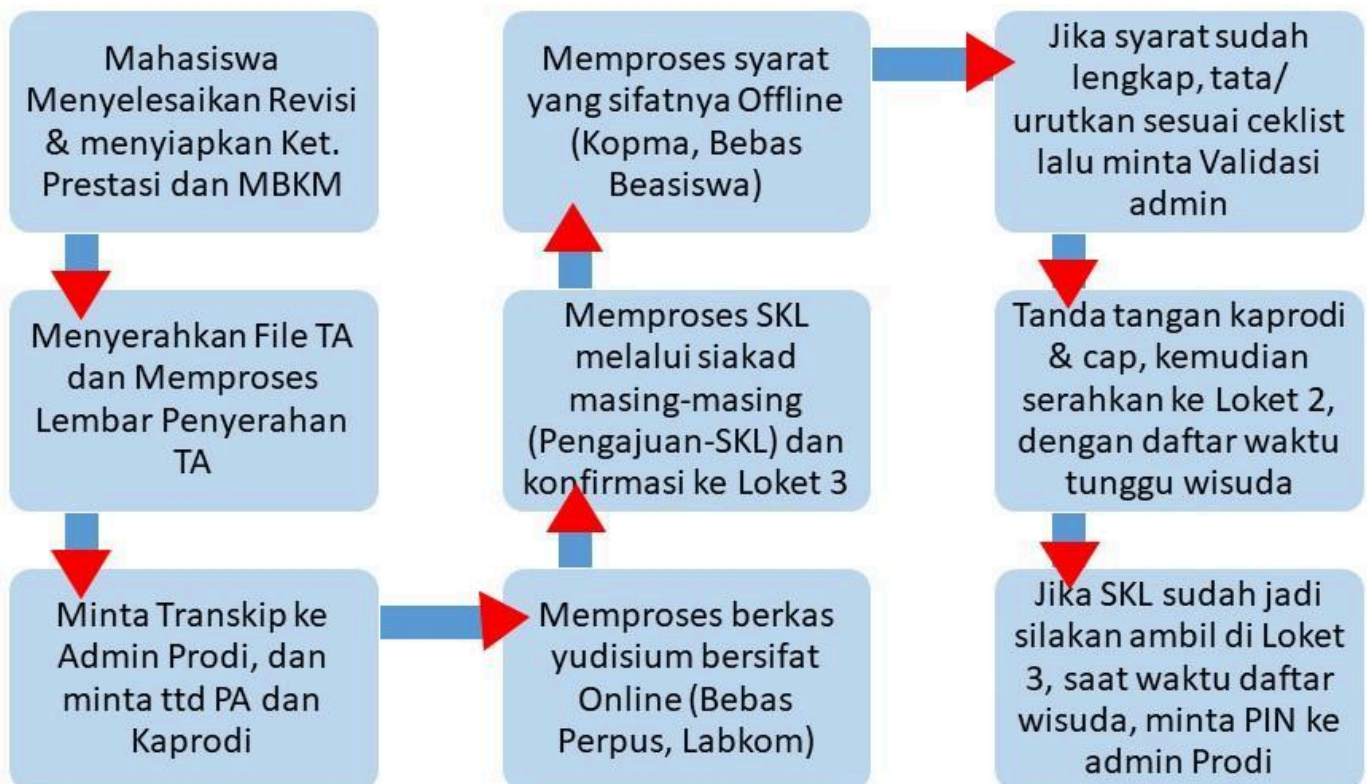 Mahasiswa
Menyelesaikan Revisi
& menyiapkan Ket.
Prestasi dan MBKM
Menyerahkan File TA
dan Memproses
Lembar Penyerahan
TA
Minta Transkip ke
Admin Prodi, dan
minta ttd PA dan
Kaprodi
Memproses berkas
yudisium bersifat
Online (Bebas
Perpus, Labkom)
Memproses SKL
melalui siakad
masing-masing
(Pengajuan-SKL) dan
konfirmasi ke Loket 3
Memproses syarat
yang sifatnya Offline
(Kopma, Bebas
Beasiswa)
Jika syarat sudah
lengkap, tata/
urutkan sesuai ceklist
lalu minta Validasi
admin
Tanda tangan kaprodi
& cap, kemudian
serahkan ke Loket 2,
dengan daftar waktu
tunggu wisuda
Jika SKL sudah jadi
silakan ambil di Loket
3, saat waktu daftar
wisuda, minta PIN ke
admin Prodi